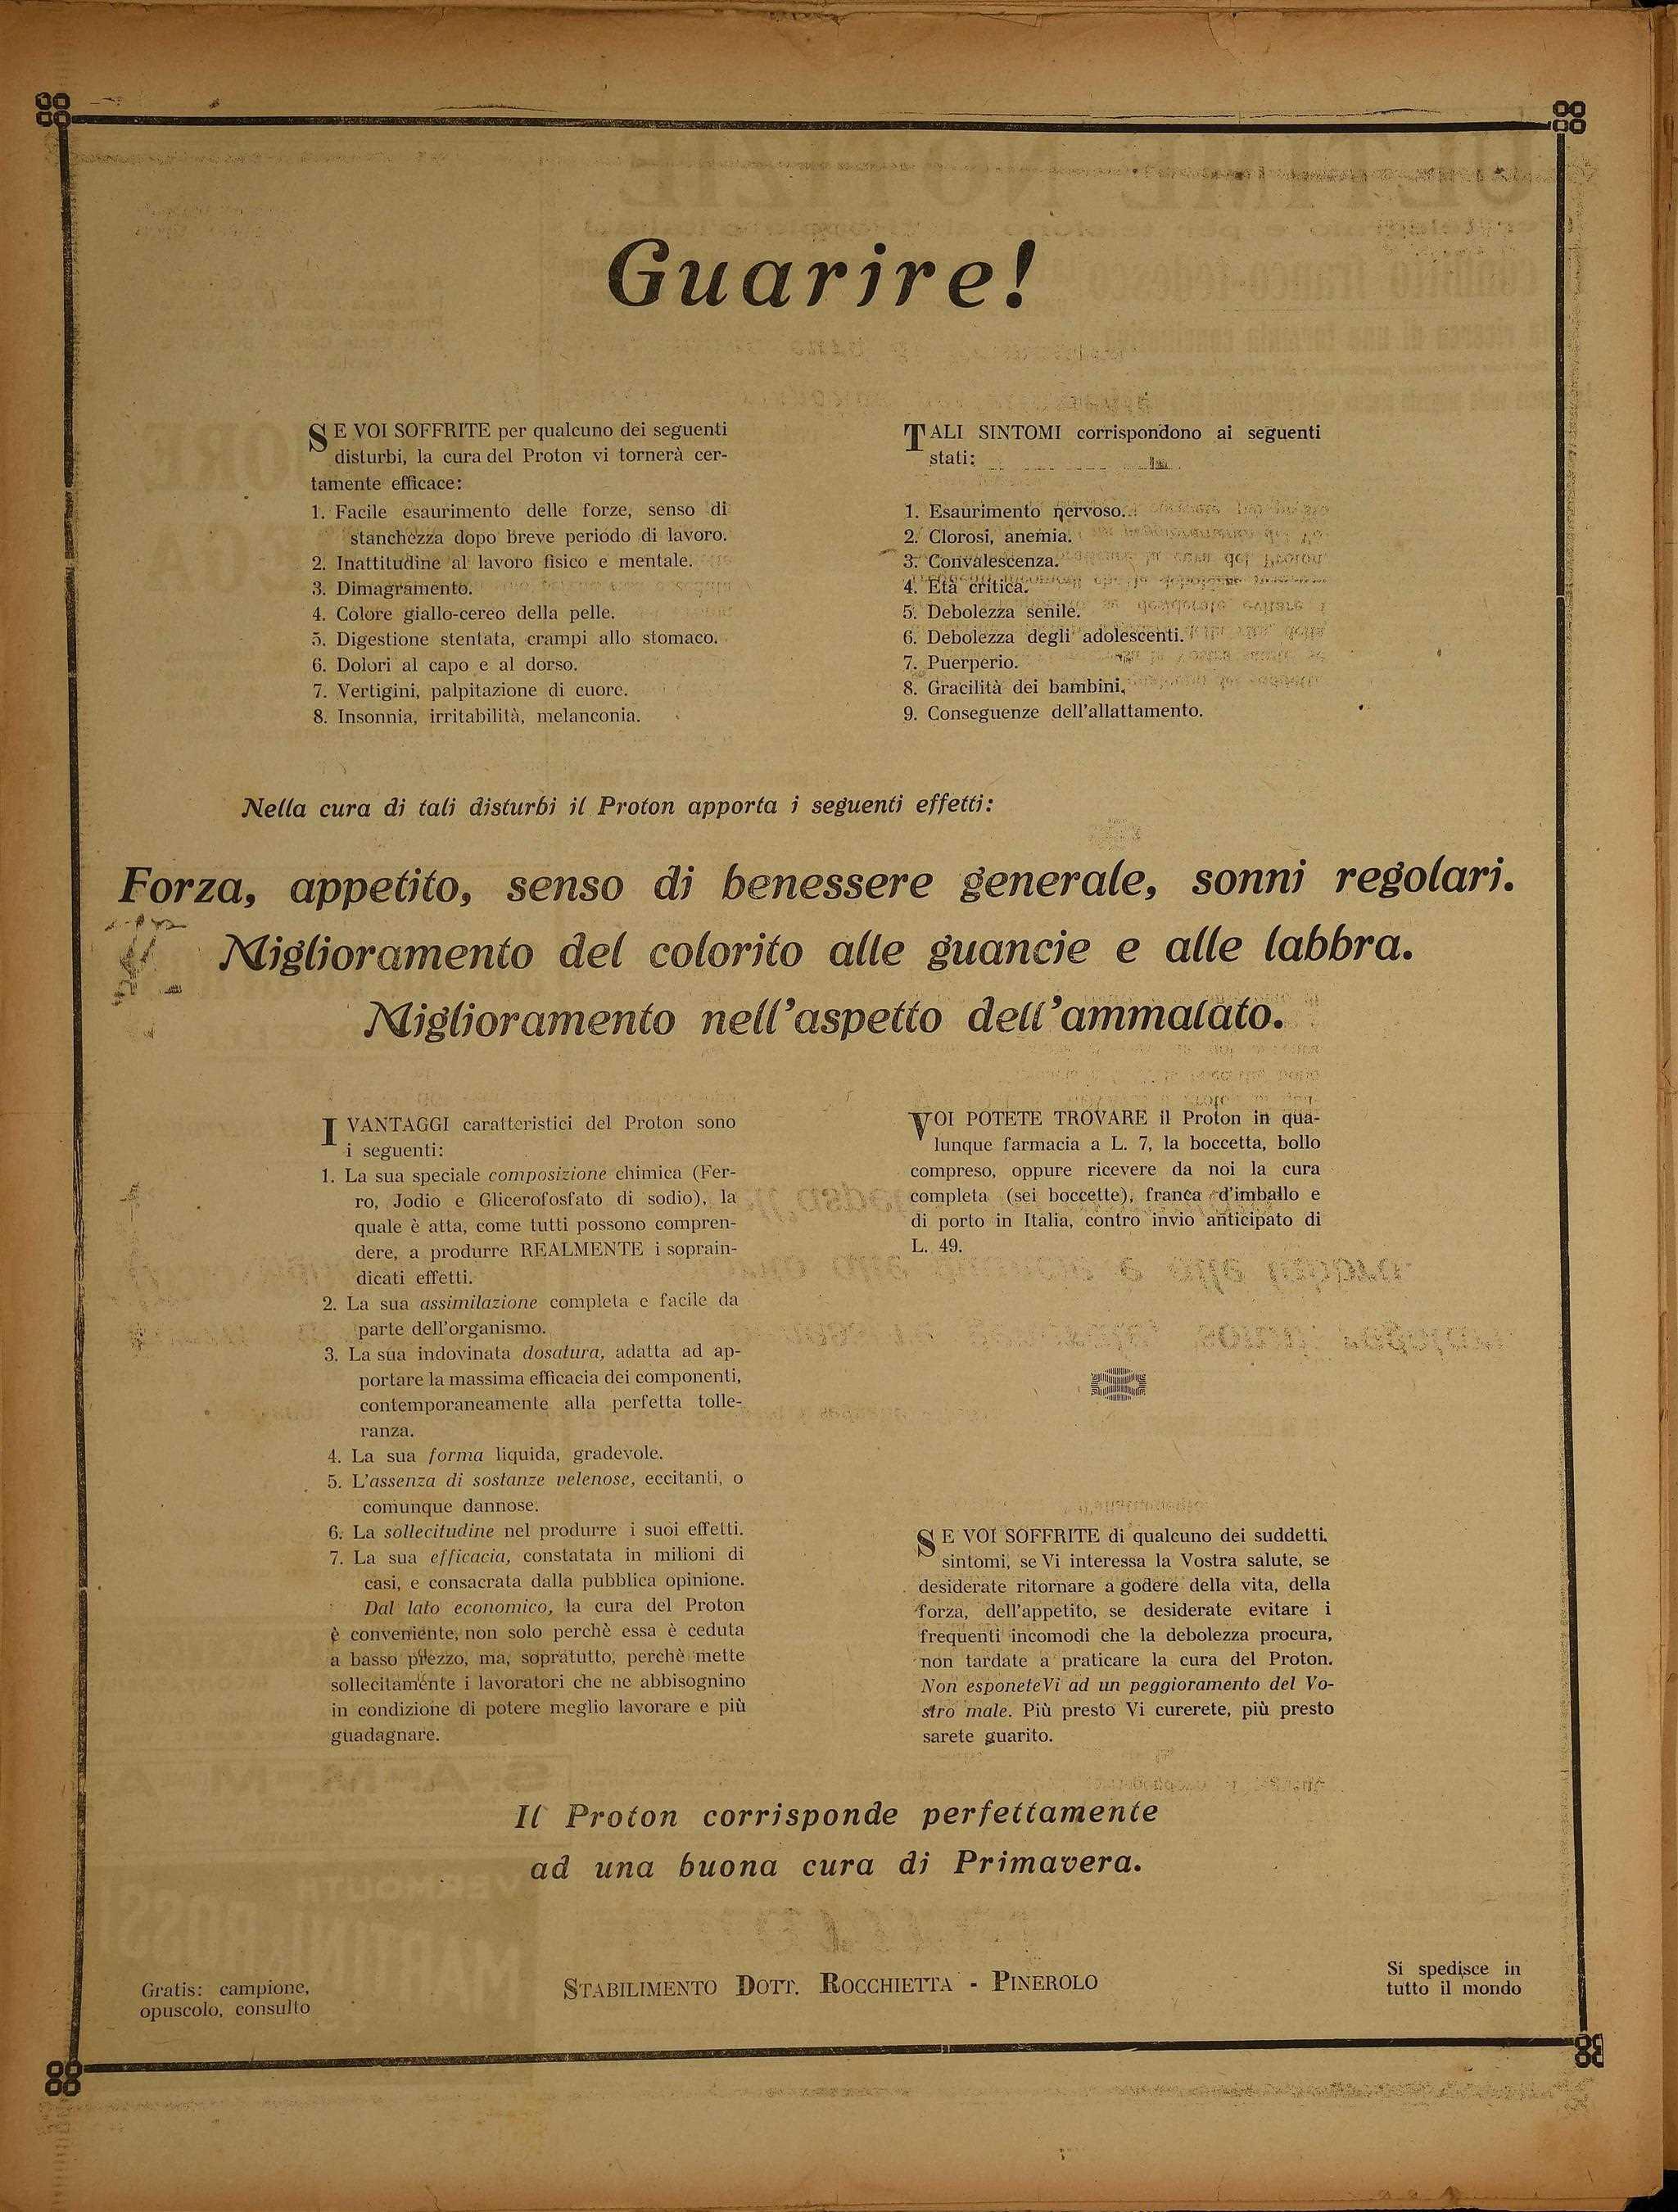 Guarire!
SE VOI SOFFRITE per qualcuno dei seguenti
disturbi, la cura del Proton vi tornerà cer-
tamente efficace:
1. Facile esaurimento delle forze, senso di
stanchezza dopo breve periodo di lavoro.
2. Inattitudine al lavoro fisico e mentale.
3. Dimagramento.
4. Colore giallo-cereo della pelle.
5. Digestione stentata, crampi allo stomaco.
6. Dolori al capo e al dorso.
7. Vertigini, palpitazione di cuore.
8. Insonnia, irritabilità, melanconia.
TALI SINTOMI corrispondono ai seguenti
stati:
1. Esaurimento nervoso.
2. Clorosi, anemia.
3. Convalescenza.
4. Età critica.
5. Debolezza senile.
6. Debolezza degli adolescenti.
7. Puerperio.
8. Gracilità dei bambini.
9. Conseguenze dell'allattamento.
Nella cura di tali disturbi il Proton apporta i seguenti effetti:
Forza, appetito, senso di benessere generale, sonni regolari.
Miglioramento del colorito alle guancie e alle labbra.
Miglioramento nell'aspetto dell'ammalato.
I VANTAGGI caratteristici del Proton sono
i seguenti:
1. La sua speciale composizione chimica (Fer-
ro, Jodio e Glicerofosfato di sodio), la
quale è atta, come tutti possono compren-
dere, a produrre REALMENTE i soprain-
dicati effetti.
2. La sua assimilazione completa e facile da
parte dell'organismo.
3. La sua indovinata dosatura, adatta ad ap-
portare la massima efficacia dei componenti,
contemporaneamente alla perfetta tolle-
ranza.
4. La sua forma liquida, gradevole.
5. L'assenza di sostanze velenose, eccitanti, o
comunque dannose.
6. La sollecitudine nel produrre i suoi effetti.
7. La sua efficacia, constatata in milioni di
casi, e consacrata dalla pubblica opinione.
Dal lato economico, la cura del Proton
è conveniente, non solo perchè essa è ceduta
a basso prezzo, ma, sopratutto, perchè mette
sollecitamente i lavoratori che ne abbisognino
in condizione di potere meglio lavorare e più
guadagnare.
VOI POTETE TROVARE il Proton in qua-
lunque farmacia a L. 7, la boccetta, bollo
compreso, oppure ricevere da noi la cura
completa (sei boccette), franca d'imballo e
di porto in Italia, contro invio anticipato di
L. 49.
SE VOI SOFFRITE di qualcuno dei suddetti
sintomi, se Vi interessa la Vostra salute, se
desiderate ritornare a godere della vita, della
forza, dell'appetito, se desiderate evitare i
frequenti incomodi che la debolezza procura,
non tardate a praticare la cura del Proton.
Non esponeteVi ad un peggioramento del Vo-
stro male. Più presto Vi curerete, più presto
sarete guarito.
Il Proton corrisponde perfettamente
ad una buona cura di Primavera.
Gratis: campione,
opuscolo, consulto
STABILIMENTO DOTT. ROCCHIETTA - PINEROLO
Si spedisce in
tutto il mondo